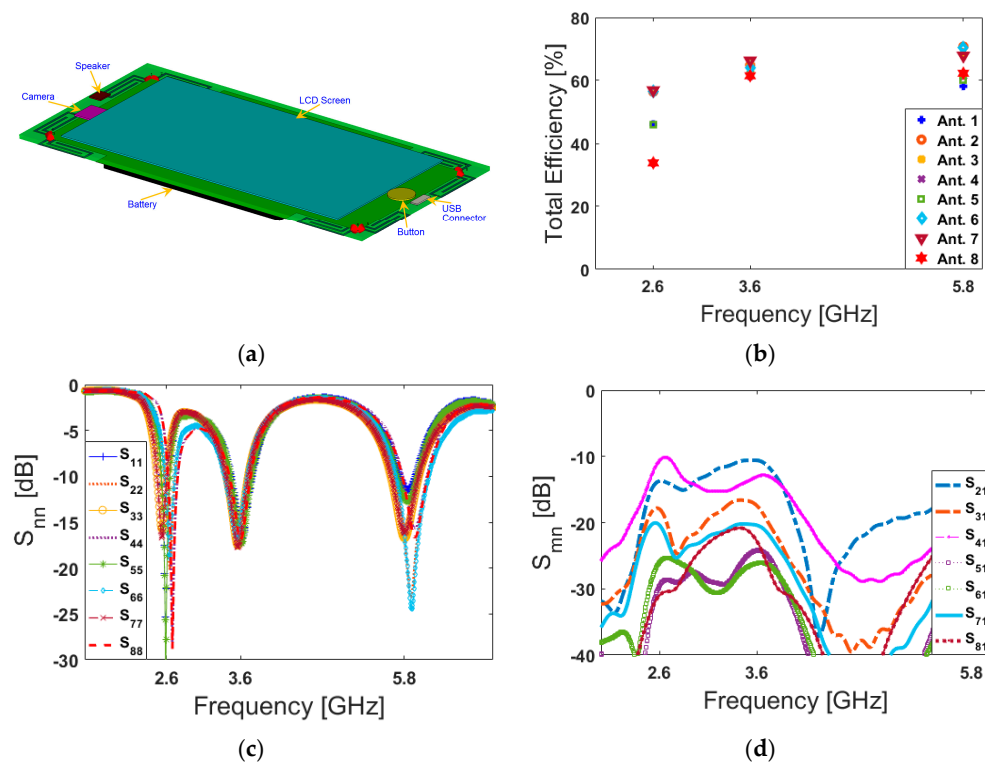 Speaker
Camera
LCD Screen
Battery
USB
Connector
Button
(a)
Total Efficiency [%]
80
60
40
20
0
2.6
3.6
5.8
Frequency [GHz]
Ant. 1
Ant. 2
Ant. 3
Ant. 4
Ant. 5
Ant. 6
Ant. 7
Ant. 8
(b)
Snn [dB]
0
-5
-10
-15
-20
-25
-30
2.6
3.6
5.8
Frequency [GHz]
S11
S22
S33
S44
S55
S66
S77
S88
(c)
Smn [dB]
0
-10
-20
-30
-40
2.6
3.6
5.8
Frequency [GHz]
S21
S31
S41
S51
S61
S71
S81
(d)